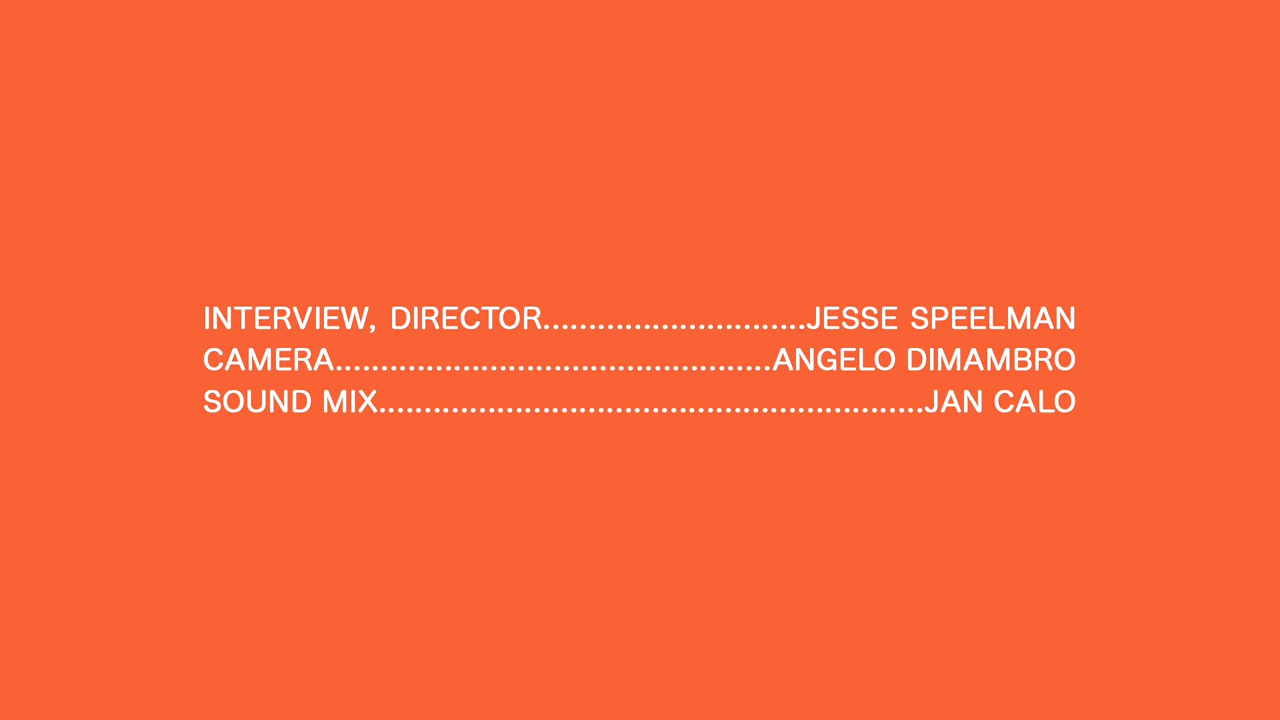 INTERVIEW, DIRECTOR.............................JESSE SPEELMAN
CAMERA................................................ANGELO DIMAMBRO
SOUND MIX............................................................JAN CALO